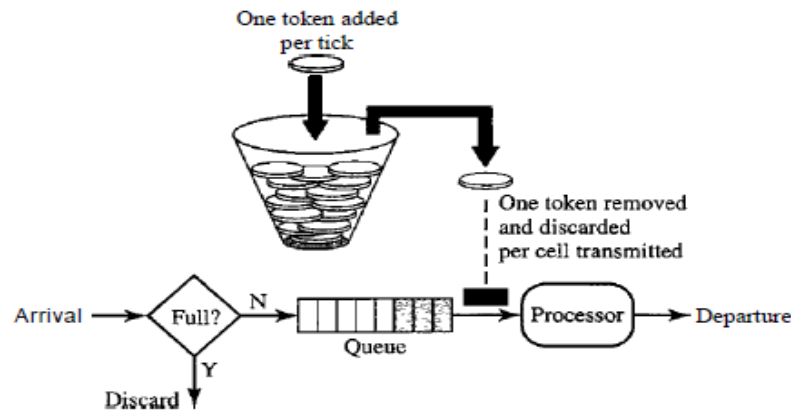 One token added
per tick
One token removed
and discarded
per cell transmitted
Arrival
Full?
N
Queue
Processor
Departure
Y
Discard